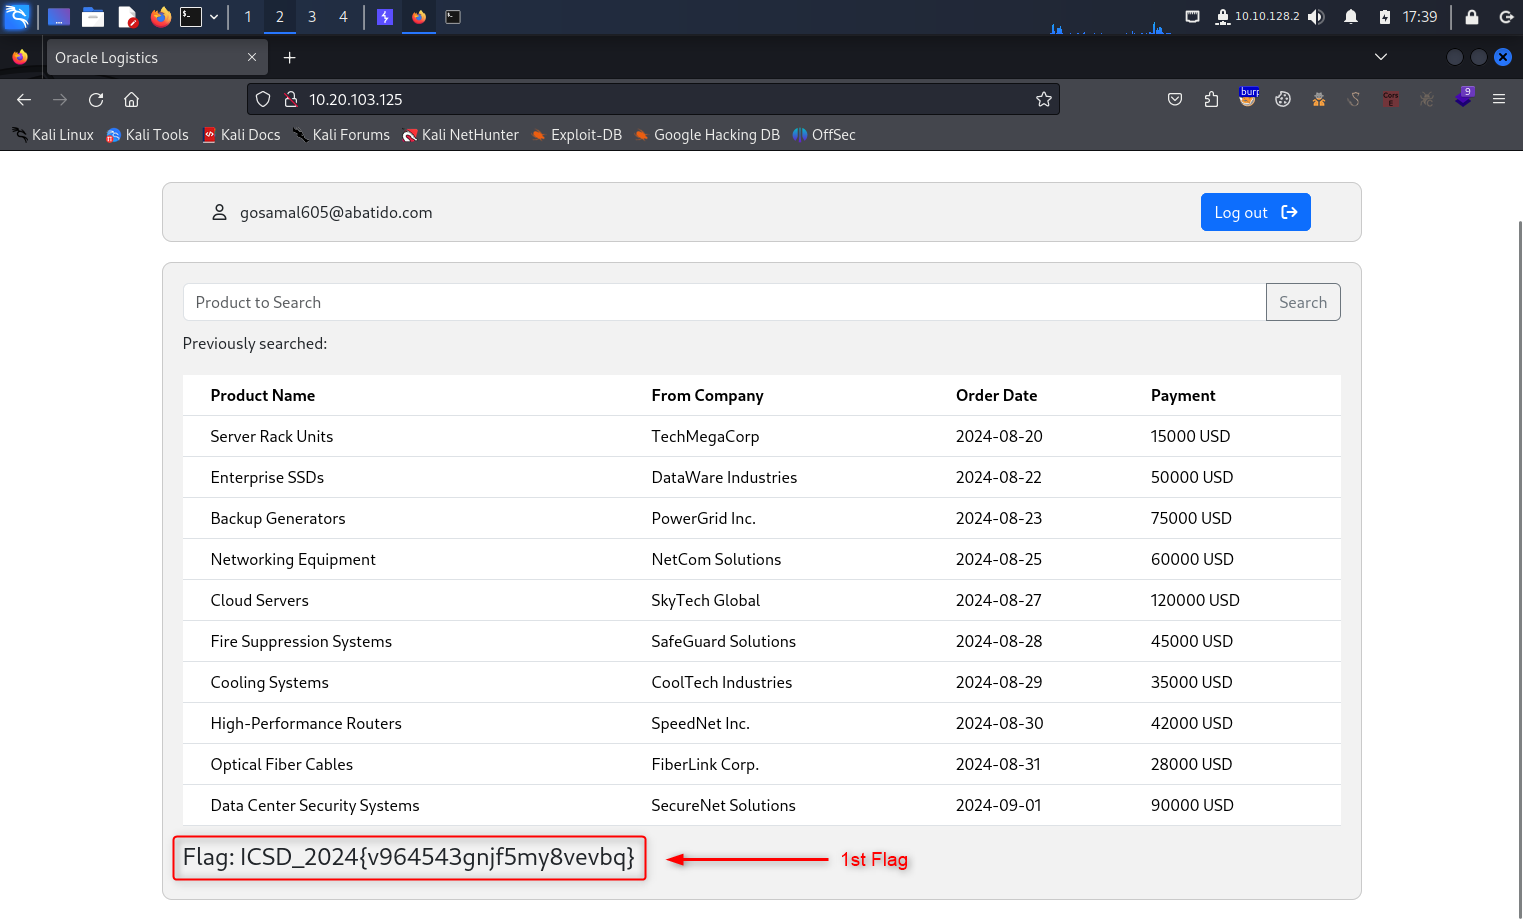 1 2 3 4 10.10.128.2 17:39
Oracle Logistics
10.20.103.125 burp 9
Kali Linux Kali Tools Kali Docs Kali Forums Kali NetHunter Exploit-DB Google Hacking DB OffSec
gosamal605@abatido.com Log out
Product to Search Search
Previously searched:
Product Name From Company Order Date Payment
Server Rack Units TechMegaCorp 2024-08-20 15000 USD
Enterprise SSDs DataWare Industries 2024-08-22 50000 USD
Backup Generators PowerGrid Inc. 2024-08-23 75000 USD
Networking Equipment NetCom Solutions 2024-08-25 60000 USD
Cloud Servers SkyTech Global 2024-08-27 120000 USD
Fire Suppression Systems SafeGuard Solutions 2024-08-28 45000 USD
Cooling Systems CoolTech Industries 2024-08-29 35000 USD
High-Performance Routers SpeedNet Inc. 2024-08-30 42000 USD
Optical Fiber Cables FiberLink Corp. 2024-08-31 28000 USD
Data Center Security Systems SecureNet Solutions 2024-09-01 90000 USD
Flag: ICSD_2024{v964543gnjf5my8vevbq} 1st Flag